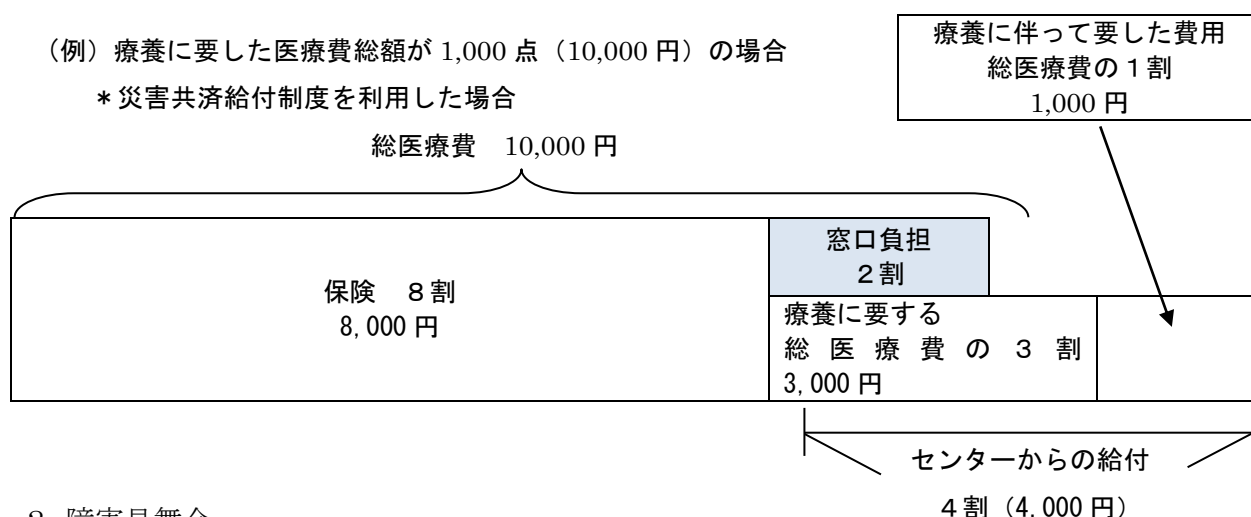 （例）療養に要した医療費総額が 1,000 点（10,000 円）の場合
＊災害共済給付制度を利用した場合
総医療費　10,000 円
療養に伴って要した費用
総医療費の１割
1,000 円
保険　８割
8,000 円
窓口負担
２割
療養に要する
総医療費の３割
3,000 円
センターからの給付
４割（4,000 円）